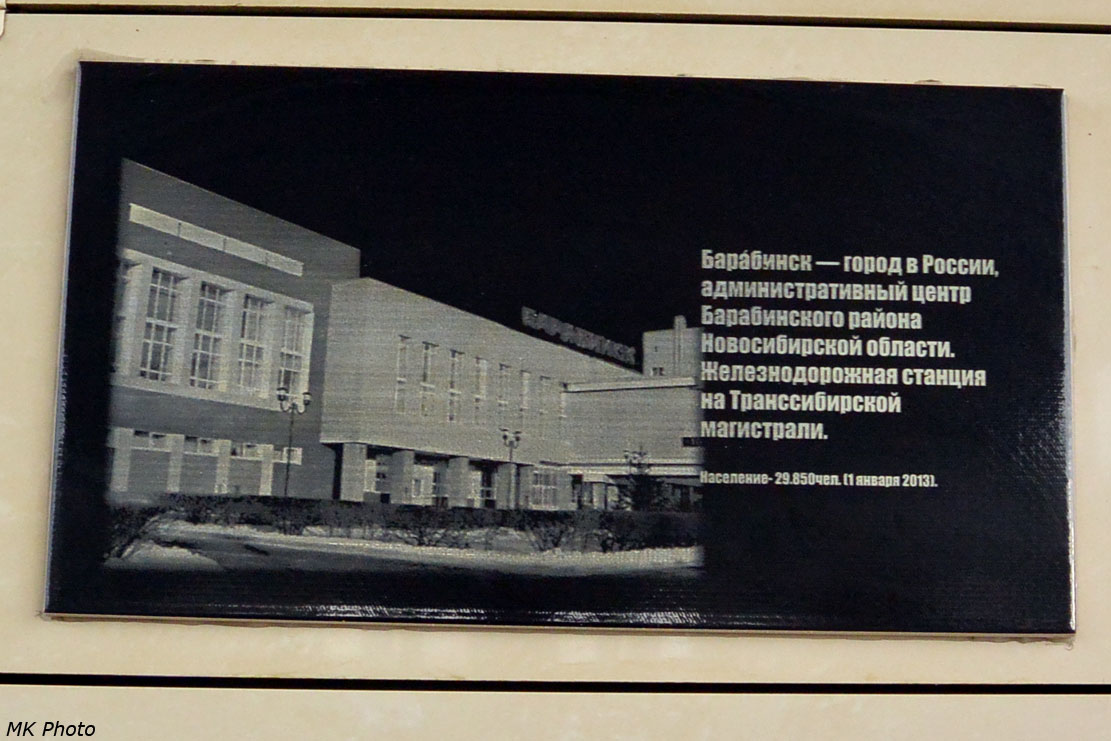 БАРАБИНСК
Бара́бинск — город в России,
административный центр
Барабинского района
Новосибирской области.
Железнодорожная станция
на Транссибирской
магистрали.
Население- 29.850чел. (1 января 2013).
MK Photo